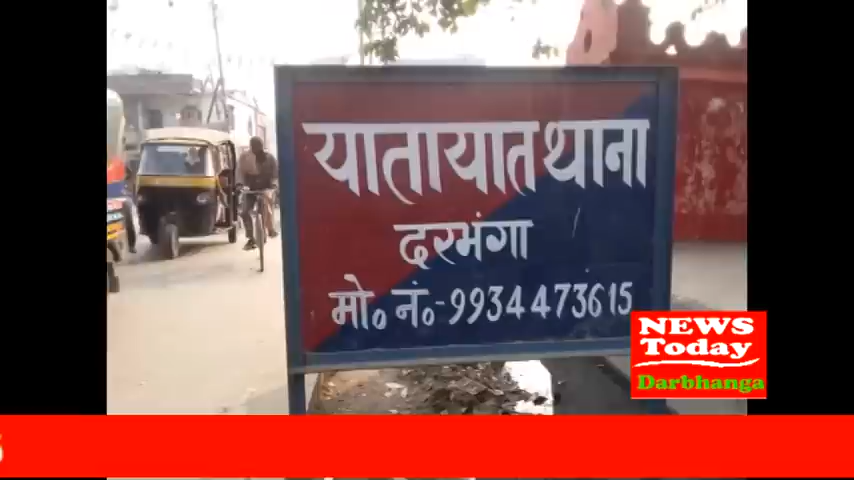 यातायात थाना
दरभंगा
मो० नं०-9934473615
NEWS
Today
Darbhanga